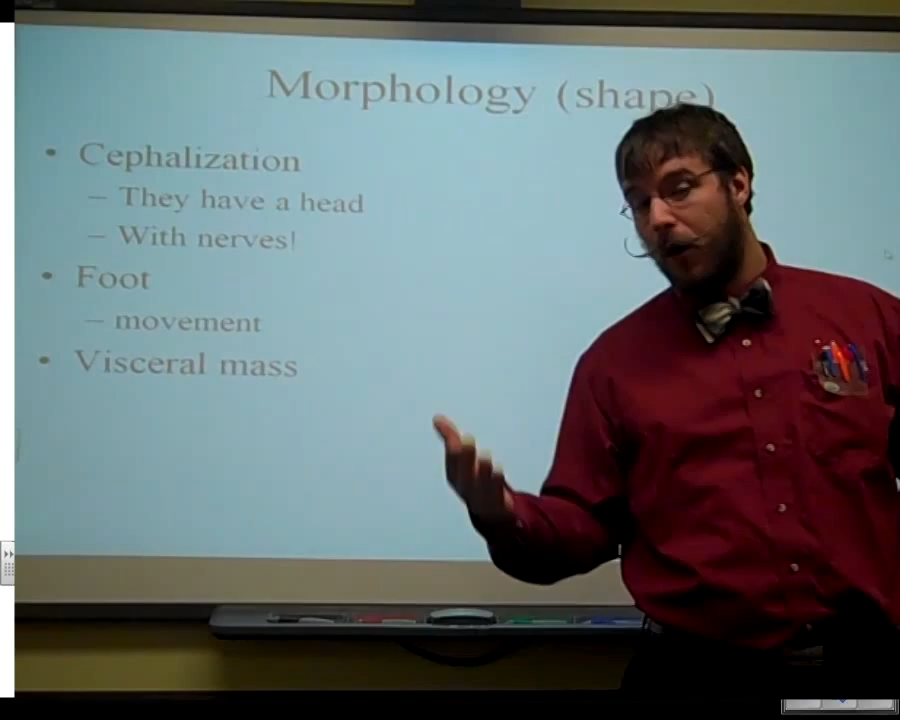 Morphology (shape)
• Cephalization
– They have a head
– With nerves!
• Foot
– movement
• Visceral mass